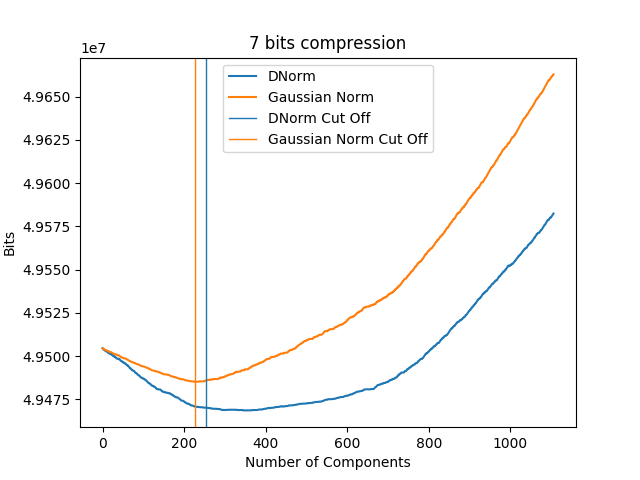 7 bits compression
1e7
DNorm
Gaussian Norm
DNorm Cut Off
Gaussian Norm Cut Off
4.9650
4.9625
4.9600
4.9575
4.9550
4.9525
4.9500
4.9475
Bits
0 200 400 600 800 1000
Number of Components